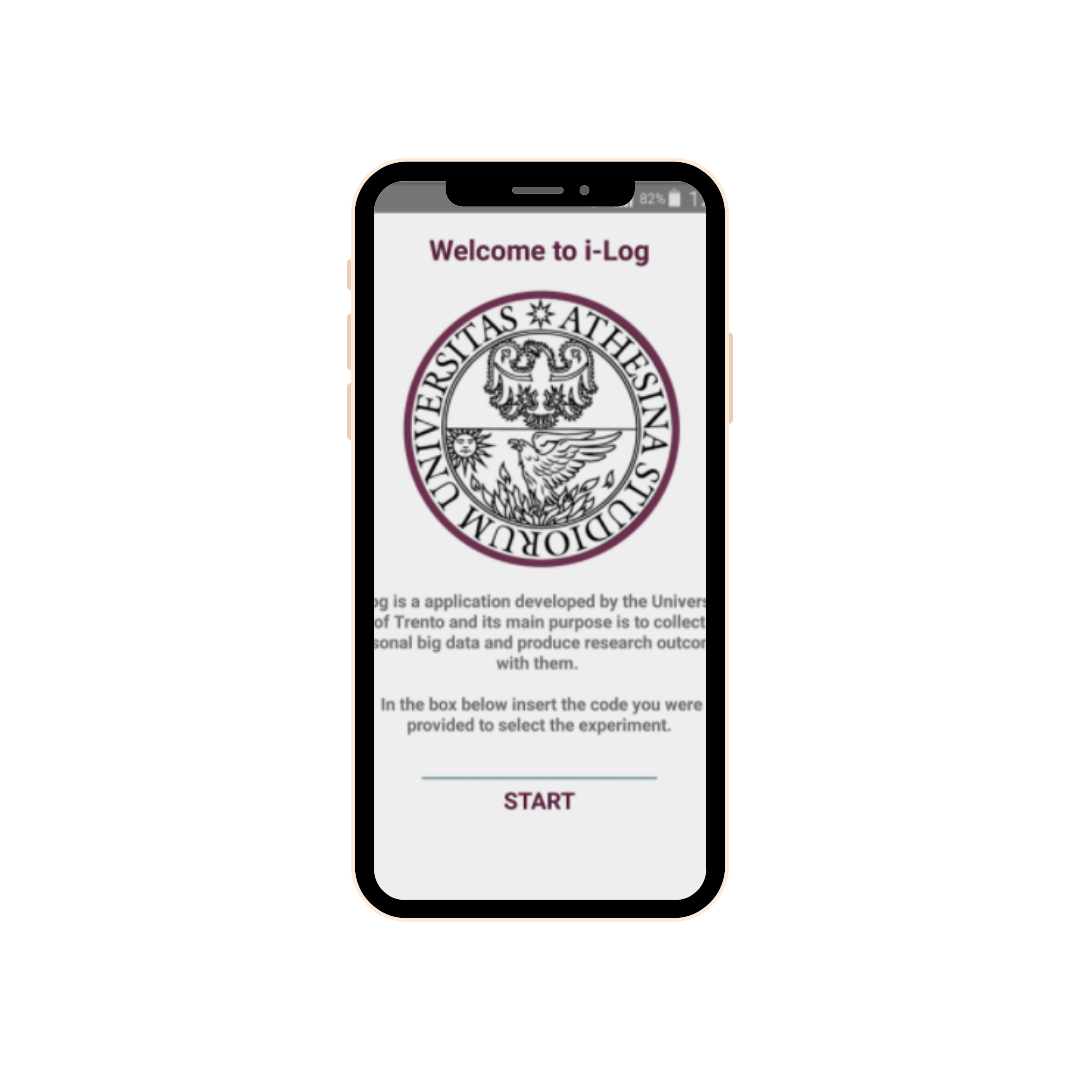 82%
Welcome to i-Log
UNIVERSITAS ATHESINA STUDIORUM
og is a application developed by the Univers
of Trento and its main purpose is to collect
sonal big data and produce research outcor
with them.
In the box below insert the code you were
provided to select the experiment.
START